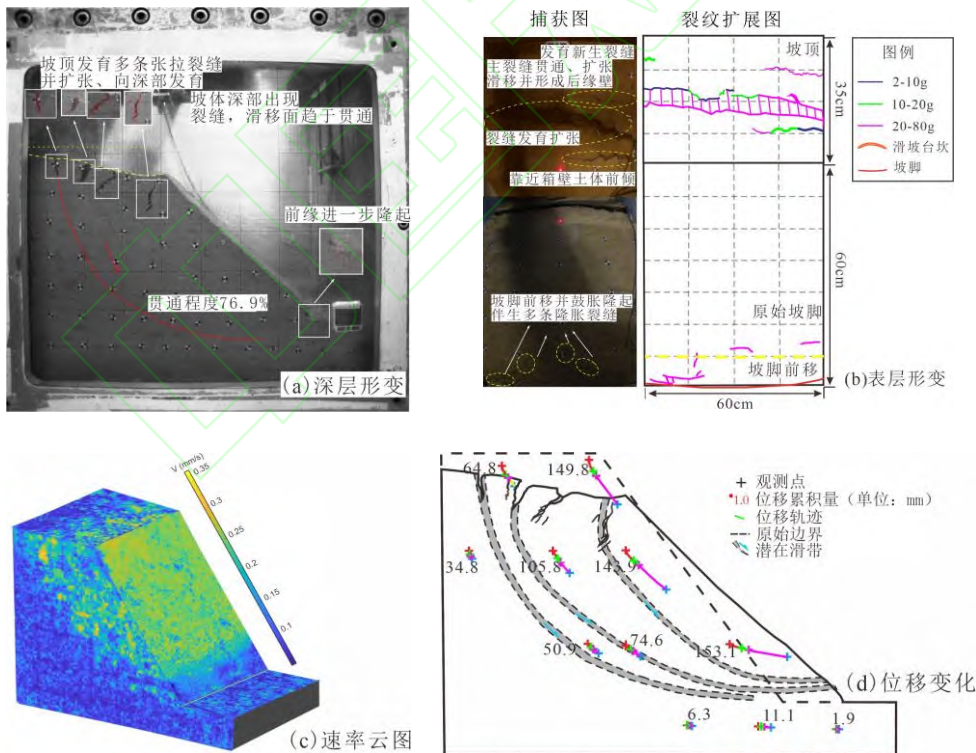 坡顶发育多条张拉裂缝
并扩张、向深部发育
坡体深部出现
裂缝，滑移面趋于贯通
前缘进一步隆起
贯通程度76.9%
(a)深层形变
捕获图
裂纹扩展图
发育新生裂缝
主裂缝贯通、扩张
滑移并形成后缘壁
裂缝发育扩张
靠近箱壁土体前倾
坡脚前移并鼓胀隆起
伴生多条隆胀裂缝
坡顶
原始坡脚
坡脚前移
35cm
60cm
60cm
图例
2-10g
10-20g
20-80g
滑坡台坎
坡脚
(b)表层形变
V (mm/s)
0.35
0.3
0.25
0.2
0.15
0.1
(c)速率云图
64.8
149.8
34.8
105.8
143.9
50.9
74.6
153.1
6.3
11.1
1.9
观测点
1.0 位移累积量（单位：mm）
位移轨迹
原始边界
潜在滑带
(d)位移变化